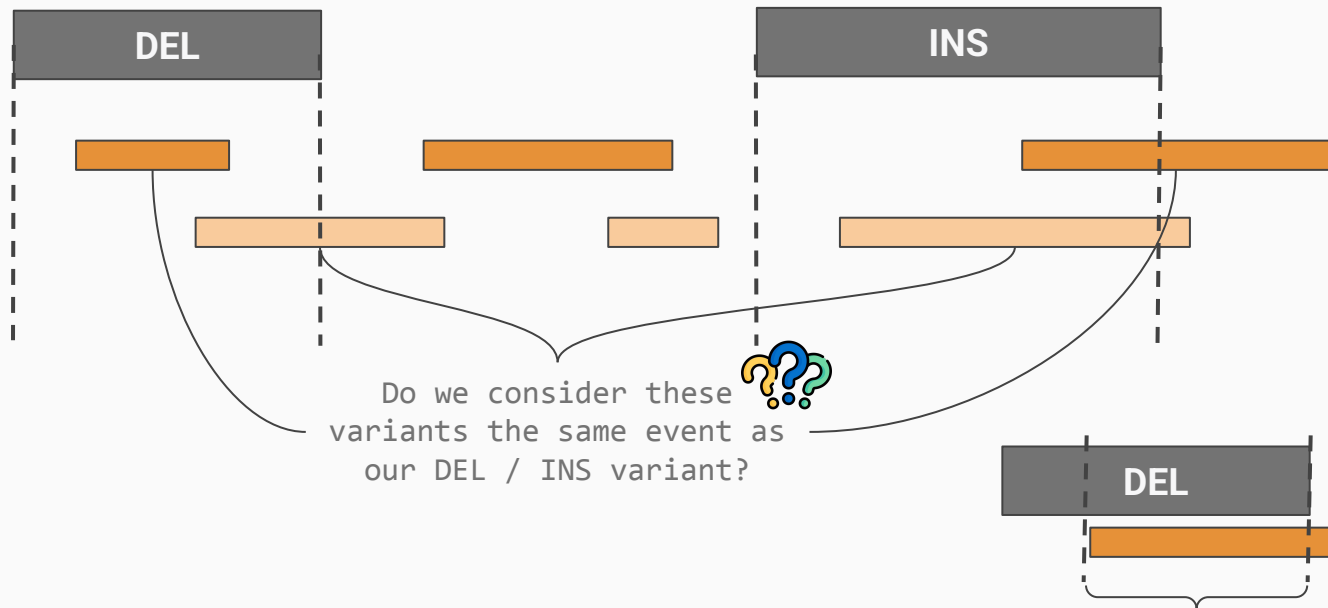 DEL
INS
Do we consider these
variants the same event as
our DEL / INS variant?
DEL